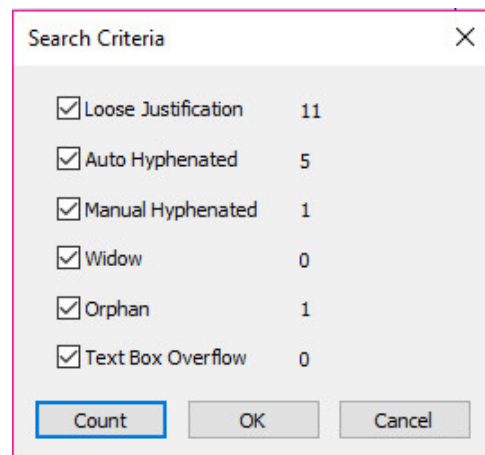 Search Criteria
Loose Justification 11
Auto Hyphenated 5
Manual Hyphenated 1
Widow 0
Orphan 1
Text Box Overflow 0
Count OK Cancel